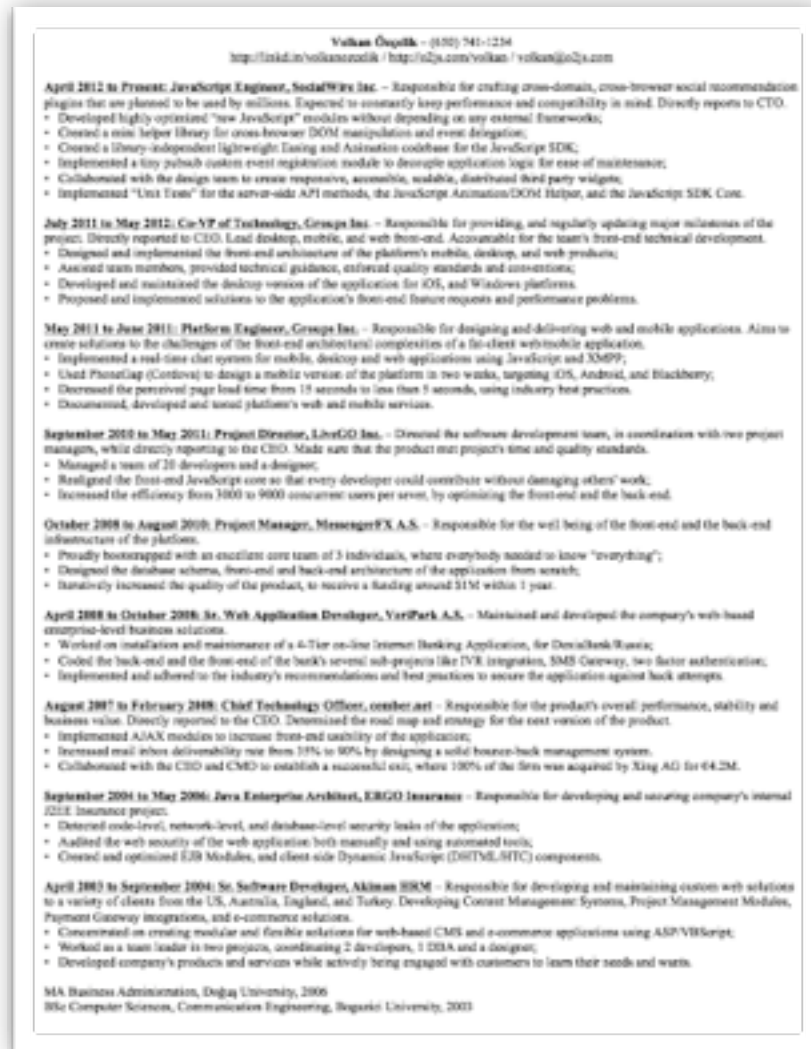 Volkan Özçelik – (650) 741-1234
http://linkd.in/volkanozcelik / http://o2js.com/volkan / volkan@o2js.com
April 2012 to Present: JavaScript Engineer, SocialWire Inc. – Responsible for crafting cross-domain, cross-browser social recommendation
plugins that are planned to be used by millions. Expected to constantly keep performance and compatibility in mind. Directly reports to CTO.
• Developed highly optimized "raw JavaScript" modules without depending on any external frameworks;
• Created a mini helper library for cross-browser DOM manipulation and event delegation;
• Created a library-independent lightweight Easing and Animation codebase for the JavaScript SDK;
• Implemented a tiny pubsub custom event registration module to decouple application logic for ease of maintenance;
• Collaborated with the design team to create responsive, accessible, scalable, distributed third party widgets;
• Implemented "Unit Tests" for the server-side API methods, the JavaScript Animation/DOM Helper, and the JavaScript SDK Core.
July 2011 to May 2012: Co-VP of Technology, Groups Inc. – Responsible for providing, and regularly updating major milestones of the
project. Directly reported to CEO. Lead desktop, mobile, and web front-end. Accountable for the team's front-end technical development.
• Designed and implemented the front-end architecture of the platform's mobile, desktop, and web products;
• Assisted team members, provided technical guidance, enforced quality standards and conventions;
• Developed and maintained the desktop version of the application for iOS, and Windows platforms.
• Proposed and implemented solutions to the application's front-end feature requests and performance problems.
May 2011 to June 2011: Platform Engineer, Groups Inc. – Responsible for designing and delivering web and mobile applications. Aims to
create solutions to the challenges of the front-end architectural complexities of a fat-client web/mobile application.
• Implemented a real-time chat system for mobile, desktop and web applications using JavaScript and XMPP;
• Used PhoneGap (Cordova) to design a mobile version of the platform in two weeks, targeting iOS, Android, and Blackberry;
• Decreased the perceived page load time from 15 seconds to less than 5 seconds, using industry best practices.
• Documented, developed and tested platform's web and mobile services.
September 2010 to May 2011: Project Director, LiveGO Inc. – Directed the software development team, in coordination with two project
managers, while directly reporting to the CEO. Made sure that the product met project's time and quality standards.
• Managed a team of 20 developers and a designer;
• Realigned the front-end JavaScript core so that every developer could contribute without damaging others' work;
• Increased the efficiency from 3000 to 9000 concurrent users per sever, by optimizing the front-end and the back-end.
October 2008 to August 2010: Project Manager, MessengerFX A.S. – Responsible for the well being of the front-end and the back-end
infrastructure of the platform.
• Proudly bootstrapped with an excellent core team of 3 individuals, where everybody needed to know "everything";
• Designed the database schema, front-end and back-end architecture of the application from scratch;
• Iteratively increased the quality of the product, to receive a funding around $1M within 1 year.
April 2008 to October 2008: Sr. Web Application Developer, VeriPark A.S. – Maintained and developed the company's web-based
enterprise-level business solutions.
• Worked on installation and maintenance of a 4-Tier on-line Internet Banking Application, for DenizBank/Russia;
• Coded the back-end and the front-end of the bank's several sub-projects like IVR integration, SMS Gateway, two factor authentication;
• Implemented and adhered to the industry's recommendations and best practices to secure the application against hack attempts.
August 2007 to February 2008: Chief Technology Officer, cember.net – Responsible for the product's overall performance, stability and
business value. Directly reported to the CEO. Determined the road map and strategy for the next version of the product.
• Implemented AJAX modules to increase front-end usability of the application;
• Increased mail inbox deliverability rate from 35% to 90% by designing a solid bounce-back management system.
• Collaborated with the CEO and CMO to establish a successful exit, where 100% of the firm was acquired by Xing AG for €4.2M.
September 2004 to May 2006: Java Enterprise Architect, ERGO Insurance – Responsible for developing and securing company's internal
J2EE Insurance project.
• Detected code-level, network-level, and database-level security leaks of the application;
• Audited the web security of the web application both manually and using automated tools;
• Created and optimized EJB Modules, and client-side Dynamic JavaScript (DHTML/HTC) components.
April 2003 to September 2004: Sr. Software Developer, Akinan HRM – Responsible for developing and maintaining custom web solutions
to a variety of clients from the US, Australia, England, and Turkey. Developing Content Management Systems, Project Management Modules,
Payment Gateway integrations, and e-commerce solutions.
• Concentrated on creating modular and flexible solutions for web-based CMS and e-commerce applications using ASP/VBScript;
• Worked as a team leader in two projects, coordinating 2 developers, 1 DBA and a designer;
• Developed company's products and services while actively being engaged with customers to learn their needs and wants.
MA Business Administration, Doğuş University, 2006
BSc Computer Sciences, Communication Engineering, Bogazici University, 2003